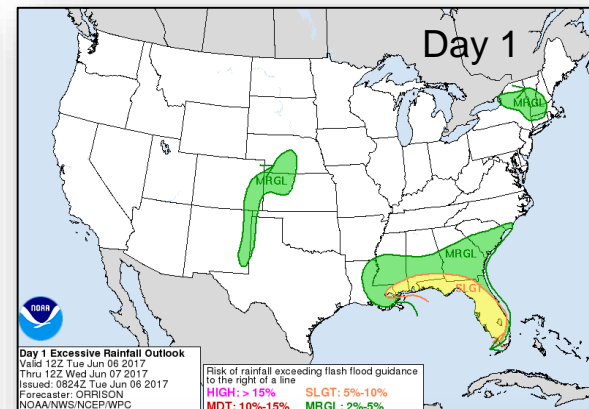 Day 1
MRGL
MRGL
MRGL
SLGT
NOAA
Day 1 Excessive Rainfall Outlook
Valid 12Z Tue Jun 06 2017
Thru 12Z Wed Jun 07 2017
Issued: 0824Z Tue Jun 06 2017
Forecaster: ORRISON
NOAA/NWS/NCEP/WPC
Risk of rainfall exceeding flash flood guidance
to the right of a line
HIGH: > 15% SLGT: 5%-10%
MDT: 10%-15% MRGL: 2%-5%